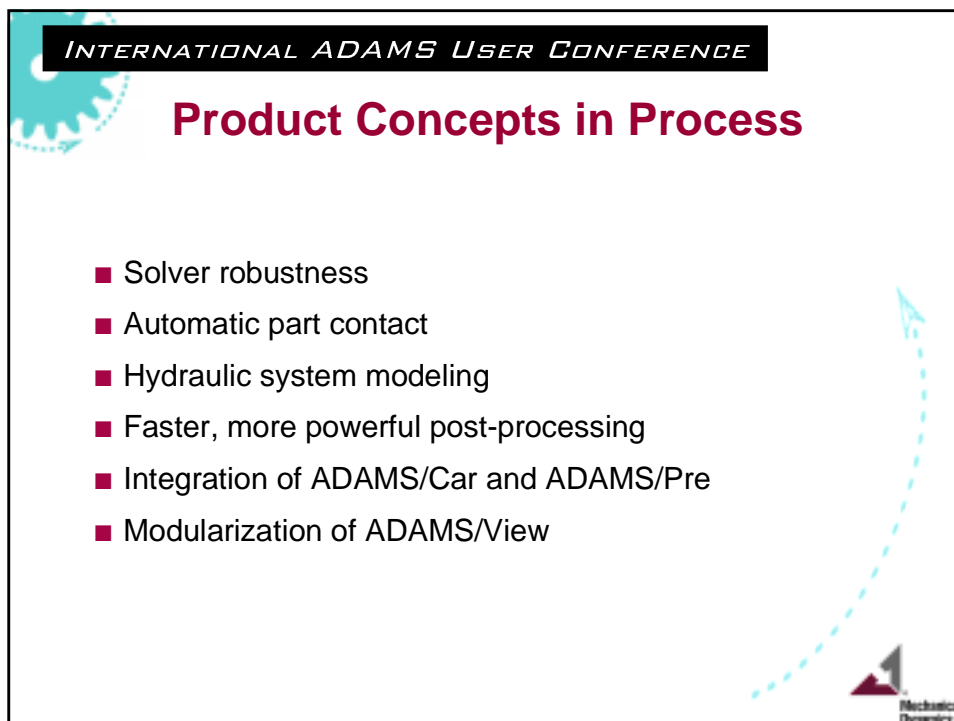 INTERNATIONAL ADAMS USER CONFERENCE
Product Concepts in Process
■ Solver robustness
■ Automatic part contact
■ Hydraulic system modeling
■ Faster, more powerful post-processing
■ Integration of ADAMS/Car and ADAMS/Pre
■ Modularization of ADAMS/View